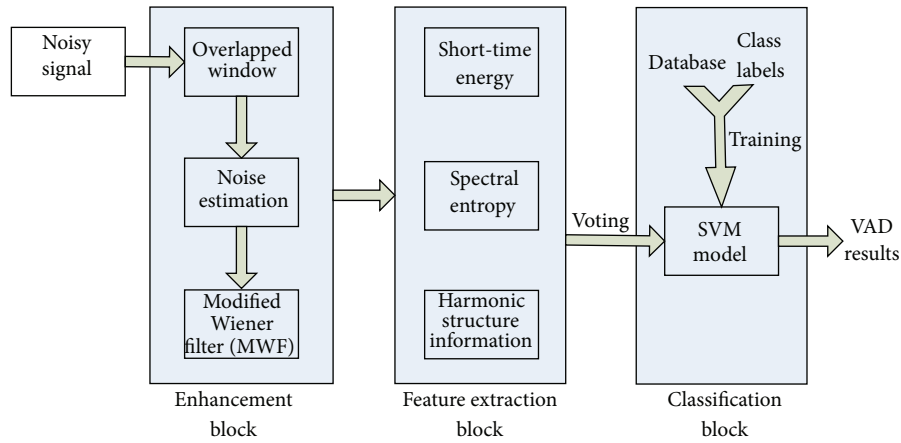 Noisy
signal
Overlapped
window
Noise
estimation
Modified
Wiener
filter (MWF)
Enhancement
block
Short-time
energy
Spectral
entropy
Harmonic
structure
information
Feature extraction
block
Voting
Database
Class
labels
Training
SVM
model
Classification
block
VAD
results